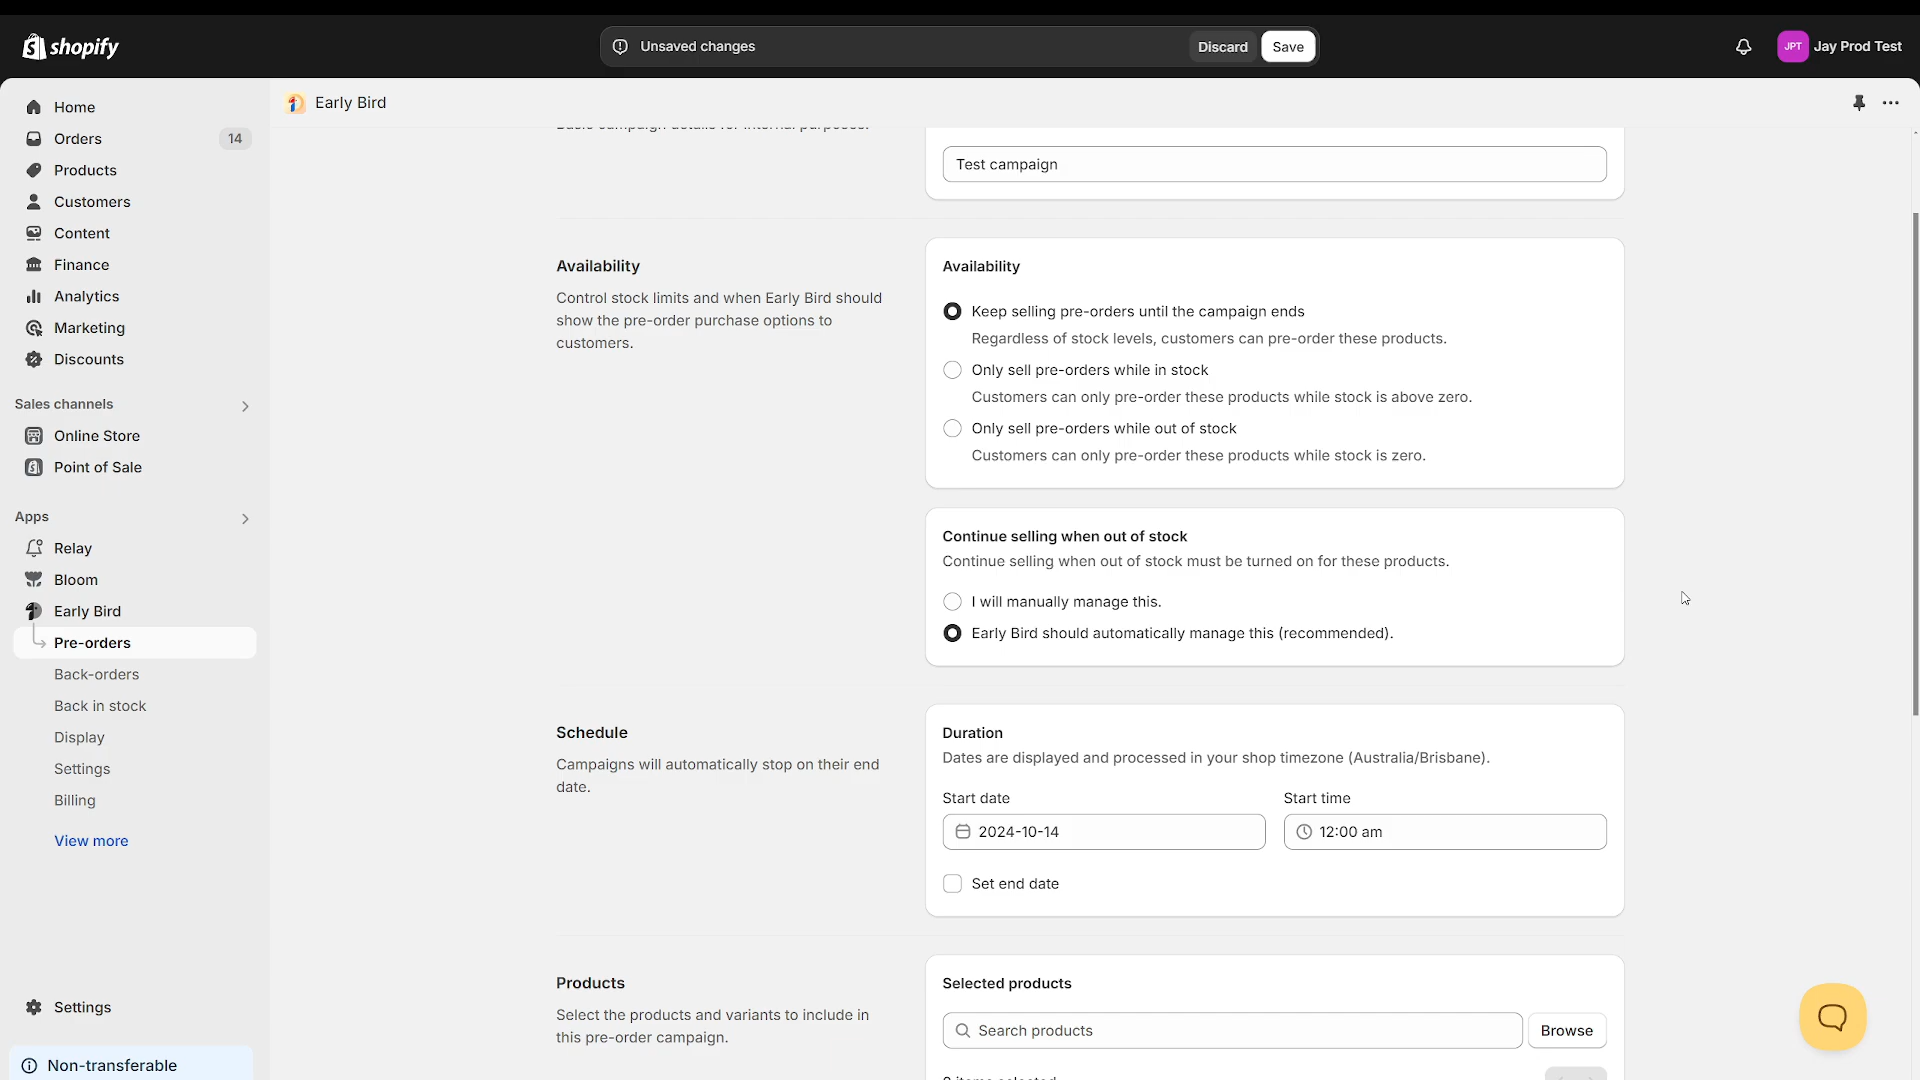 shopify
Unsaved changes
Discard
Save
JPT
Jay Prod Test
Home
Orders
14
Products
Customers
Content
Finance
Analytics
Marketing
Discounts
Sales channels
Online Store
Point of Sale
Apps
Relay
Bloom
Early Bird
Pre-orders
Back-orders
Back in stock
Display
Settings
Billing
View more
Settings
Non-transferable
Early Bird
Basic campaign details for internal purposes.
Test campaign
Availability
Control stock limits and when Early Bird should
show the pre-order purchase options to
customers.
Availability
Keep selling pre-orders until the campaign ends
Regardless of stock levels, customers can pre-order these products.
Only sell pre-orders while in stock
Customers can only pre-order these products while stock is above zero.
Only sell pre-orders while out of stock
Customers can only pre-order these products while stock is zero.
Continue selling when out of stock
Continue selling when out of stock must be turned on for these products.
I will manually manage this.
Early Bird should automatically manage this (recommended).
Schedule
Campaigns will automatically stop on their end
date.
Duration
Dates are displayed and processed in your shop timezone (Australia/Brisbane).
Start date
Start time
2024-10-14
12:00 am
Set end date
Products
Select the products and variants to include in
this pre-order campaign.
Selected products
Search products
Browse
items selected